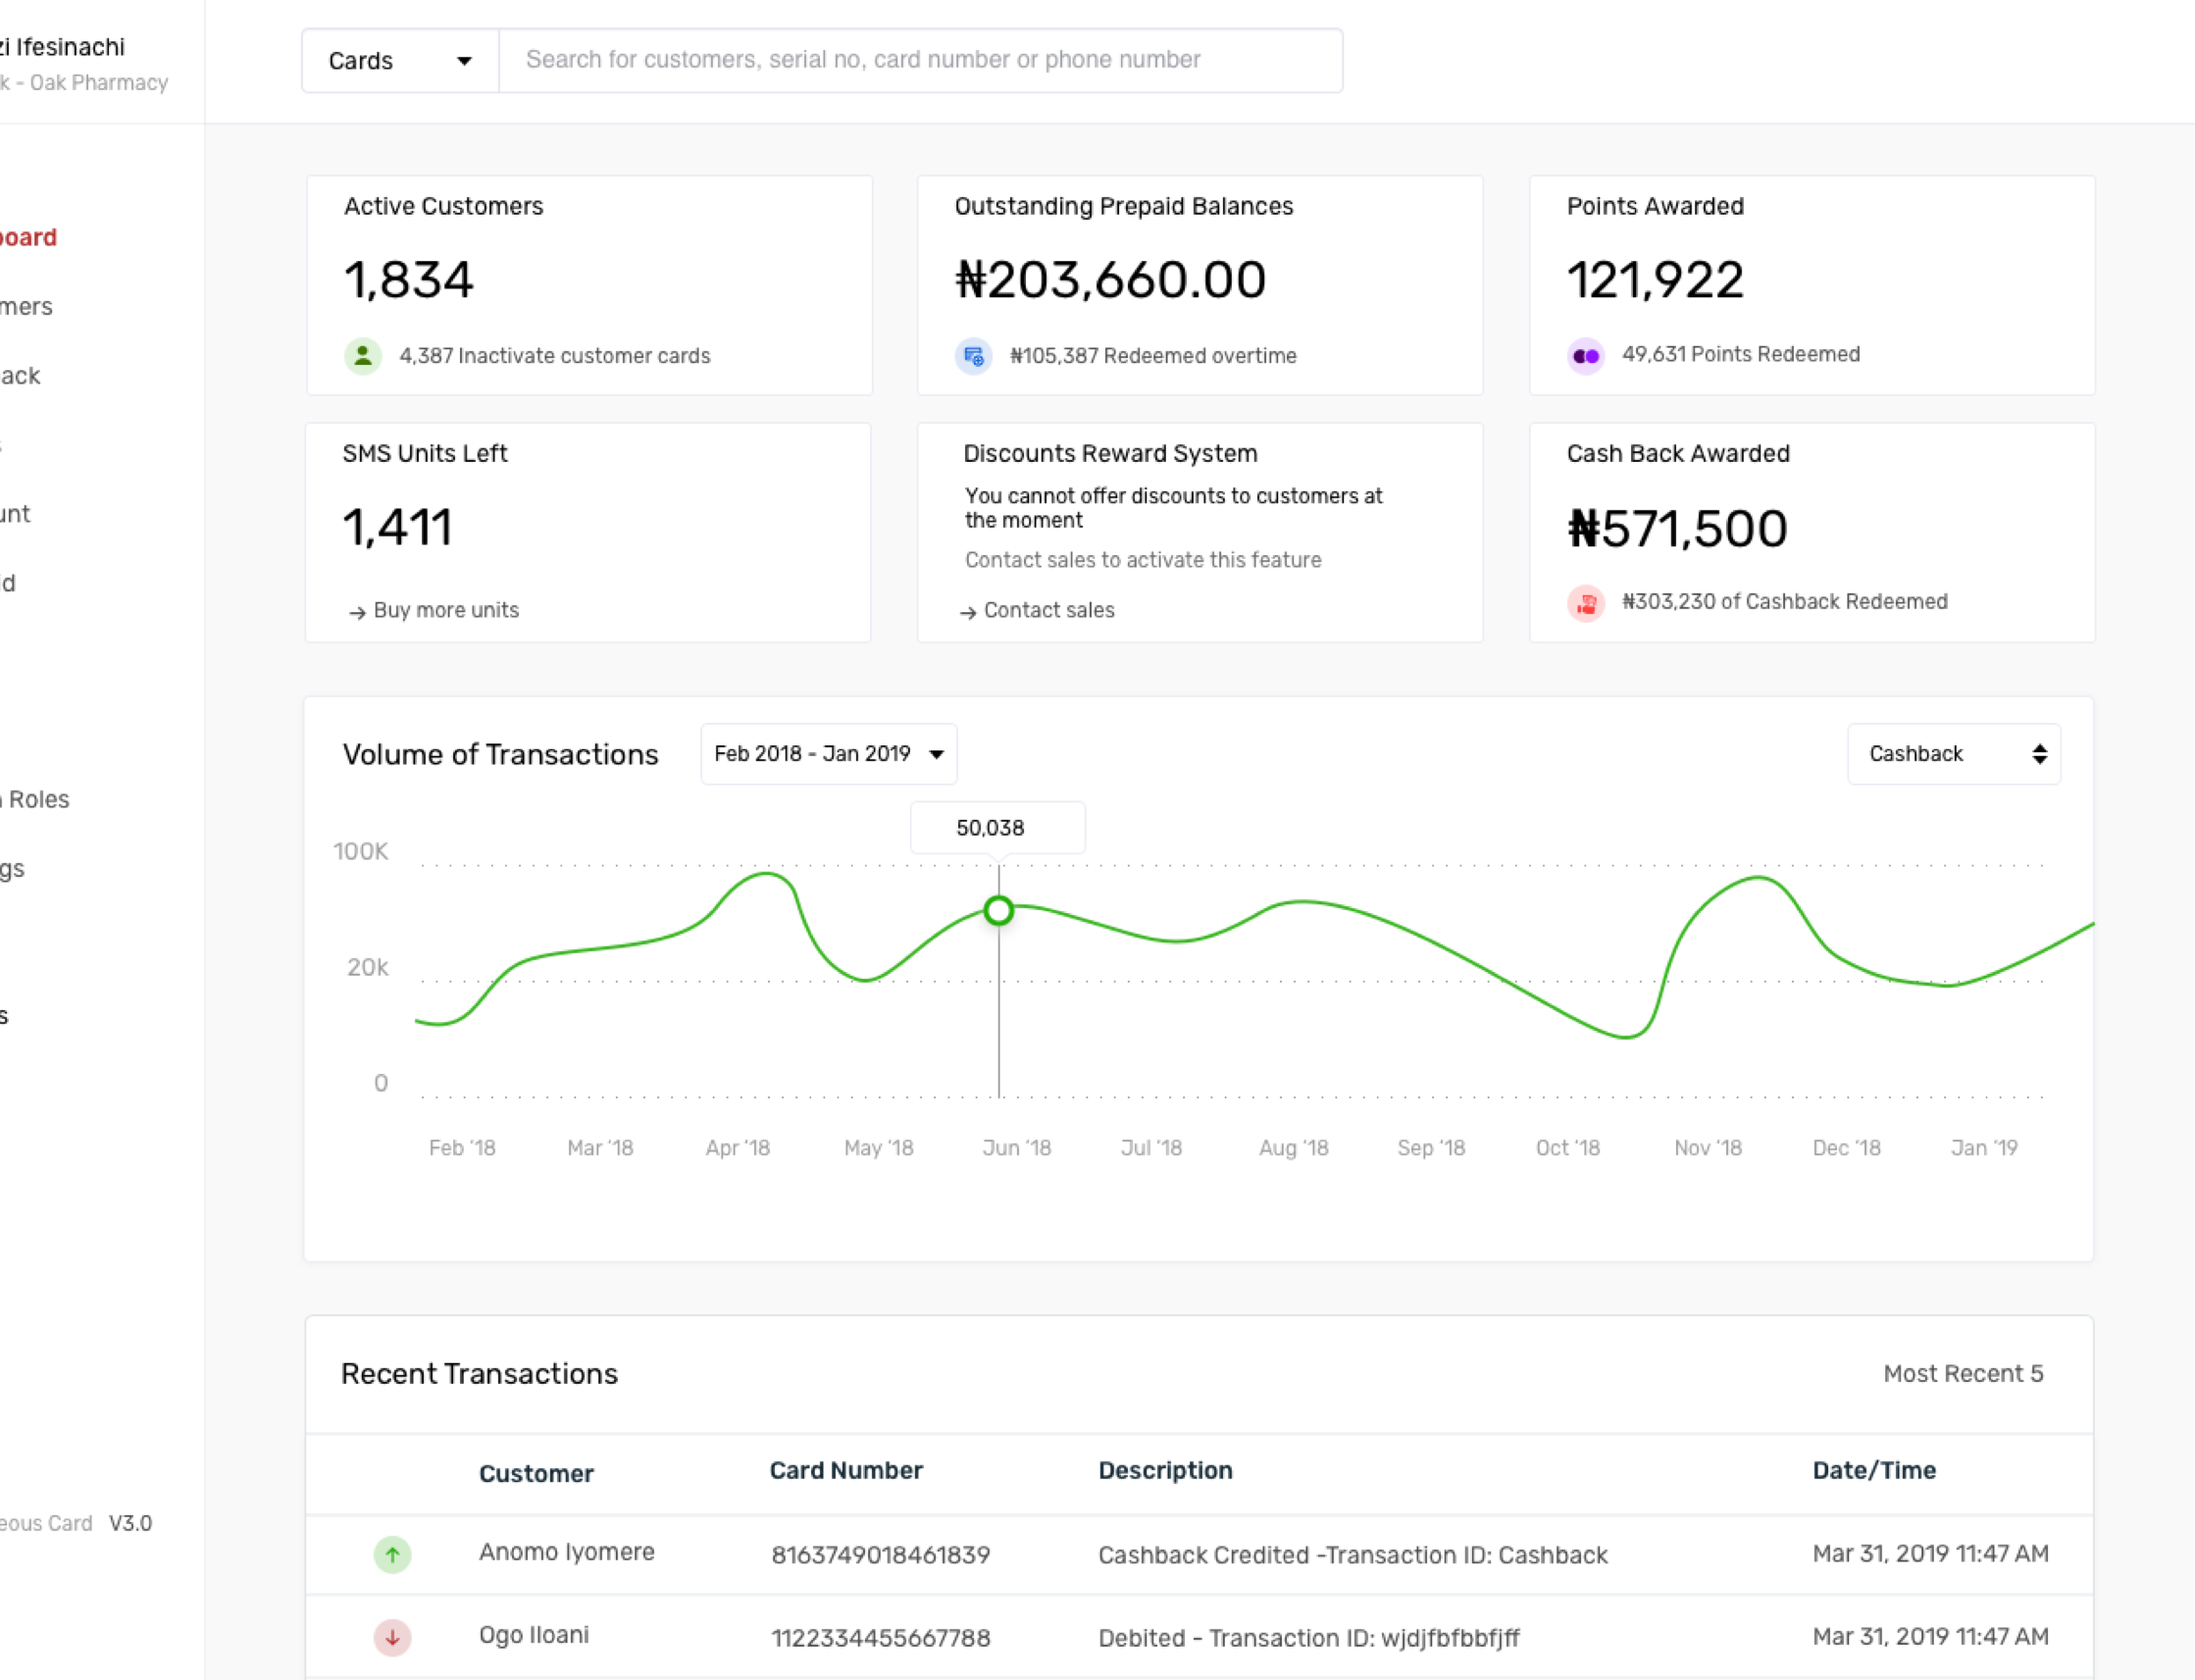 zi Ifesinachi
k - Oak Pharmacy
Cards
Search for customers, serial no, card number or phone number
board
mers
ack
unt
id
Roles
gs
s
eous Card V3.0
Active Customers
1,834
4,387 Inactivate customer cards
Outstanding Prepaid Balances
₦203,660.00
₦105,387 Redeemed overtime
Points Awarded
121,922
49,631 Points Redeemed
SMS Units Left
1,411
→ Buy more units
Discounts Reward System
You cannot offer discounts to customers at
the moment
Contact sales to activate this feature
→ Contact sales
Cash Back Awarded
₦571,500
₦303,230 of Cashback Redeemed
Volume of Transactions
Feb 2018 - Jan 2019
Cashback
50,038
100K
20k
0
Feb ‘18 Mar ‘18 Apr ‘18 May ‘18 Jun ‘18 Jul ‘18 Aug ‘18 Sep ‘18 Oct ‘18 Nov ‘18 Dec ‘18 Jan ‘19
Recent Transactions
Most Recent 5
Customer Card Number Description Date/Time
Anomo Iyomere 8163749018461839 Cashback Credited -Transaction ID: Cashback Mar 31, 2019 11:47 AM
Ogo Iloani 1122334455667788 Debited - Transaction ID: wjdjfbfbbfjff Mar 31, 2019 11:47 AM